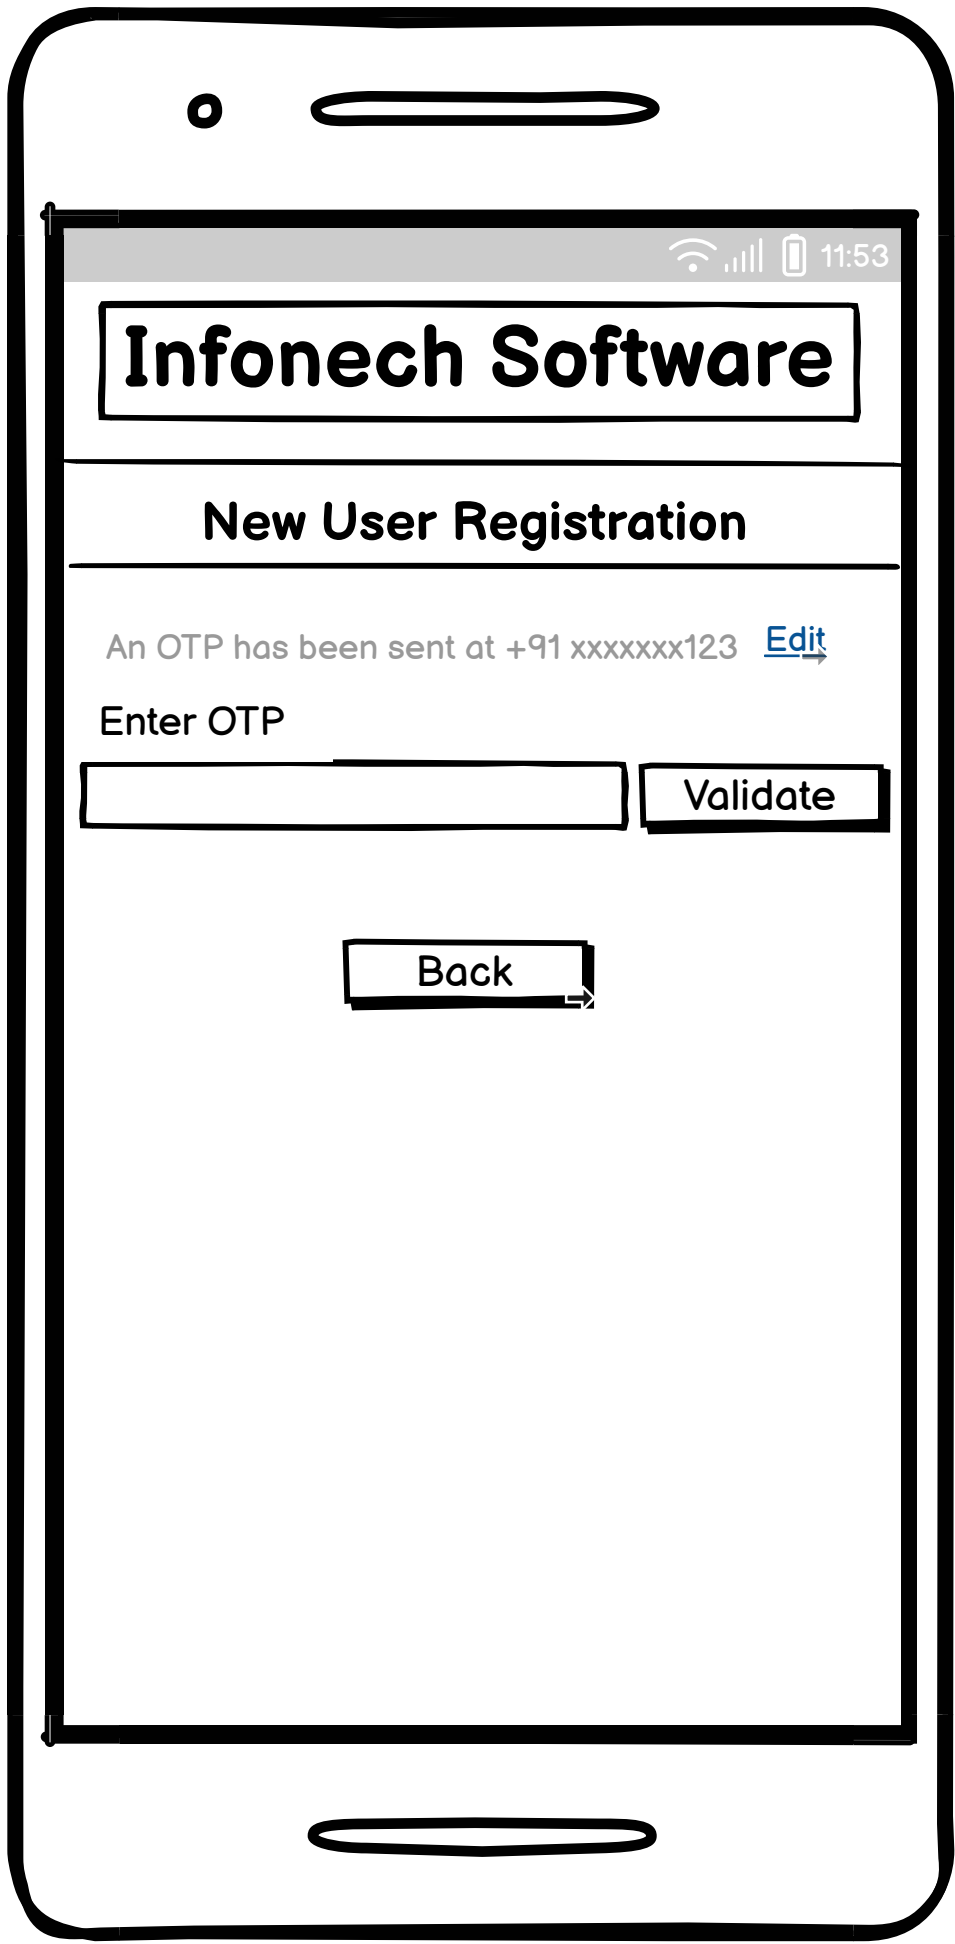 11:53
Infonech Software
New User Registration
An OTP has been sent at +91 xxxxxxx123 Edit
Enter OTP
Validate
Back